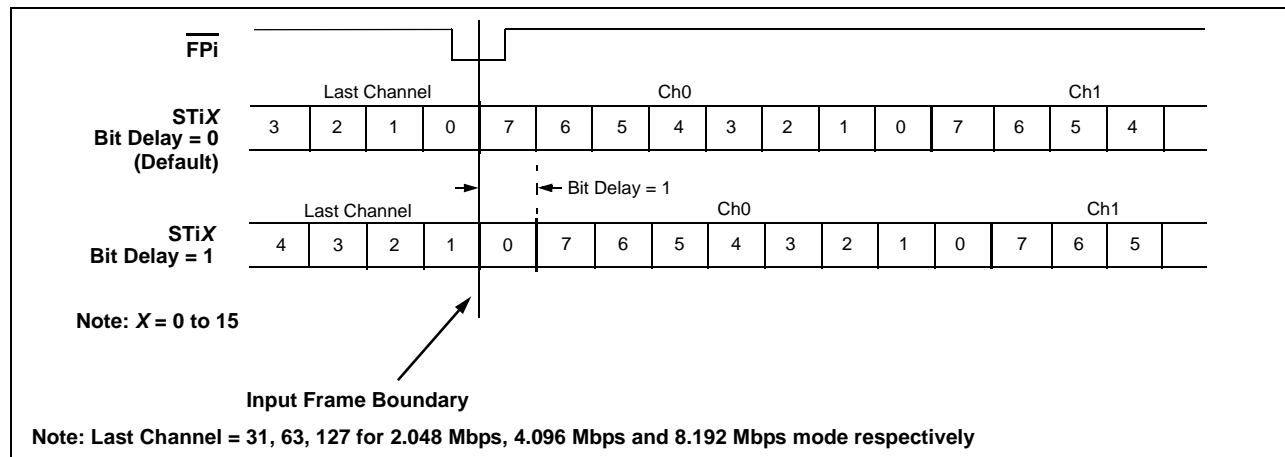 FPi
Last Channel Ch0 Ch1
STiX
Bit Delay = 0
(Default)
3 2 1 0 7 6 5 4 3 2 1 0 7 6 5 4
Bit Delay = 1
Last Channel Ch0 Ch1
STiX
Bit Delay = 1
4 3 2 1 0 7 6 5 4 3 2 1 0 7 6 5
Note: X = 0 to 15
Input Frame Boundary
Note: Last Channel = 31, 63, 127 for 2.048 Mbps, 4.096 Mbps and 8.192 Mbps mode respectively